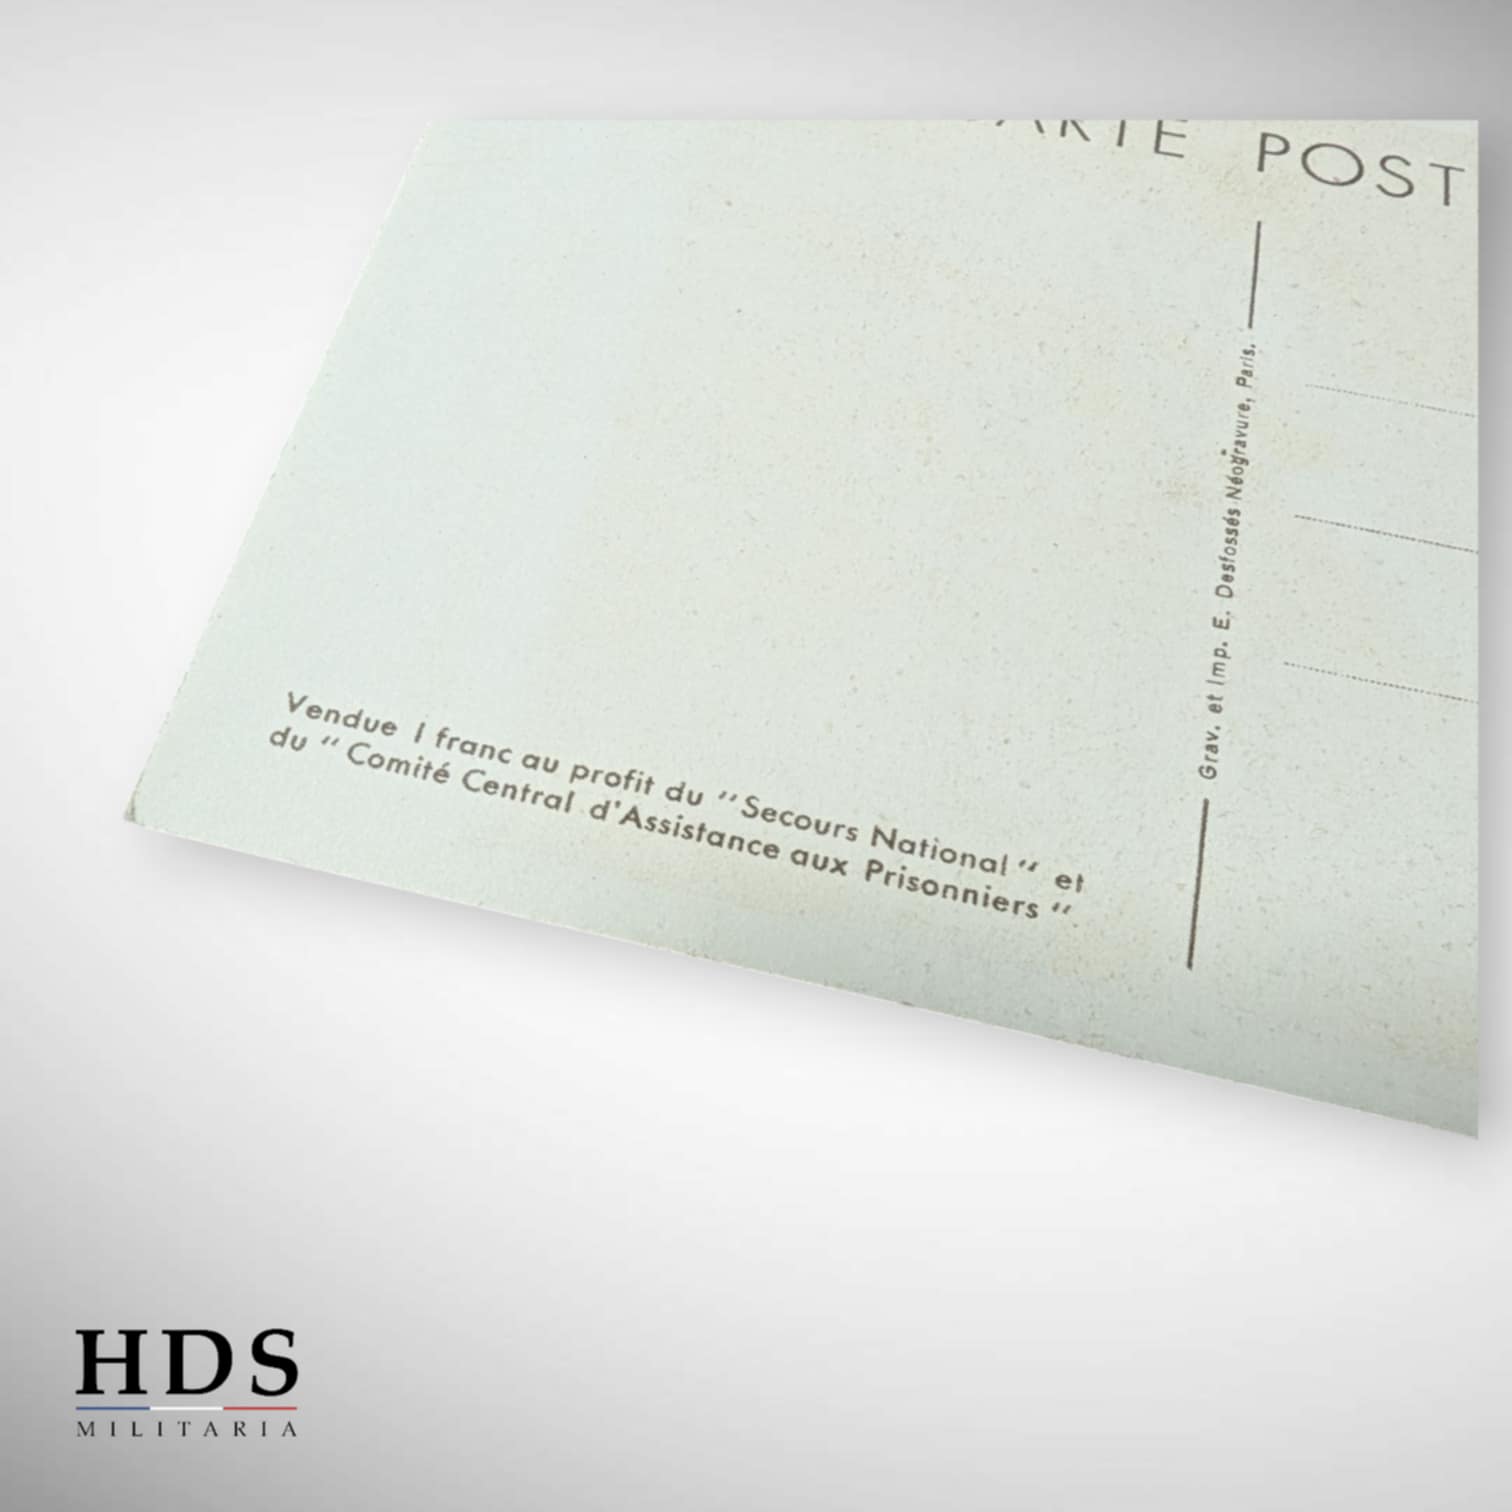 CARTE POST
Grav. et Imp. E. Desfossés-Néogravure, Paris.
Vendue 1 franc au profit du "Secours National" et
du "Comité Central d'Assistance aux Prisonniers"
HDS
MILITARIA